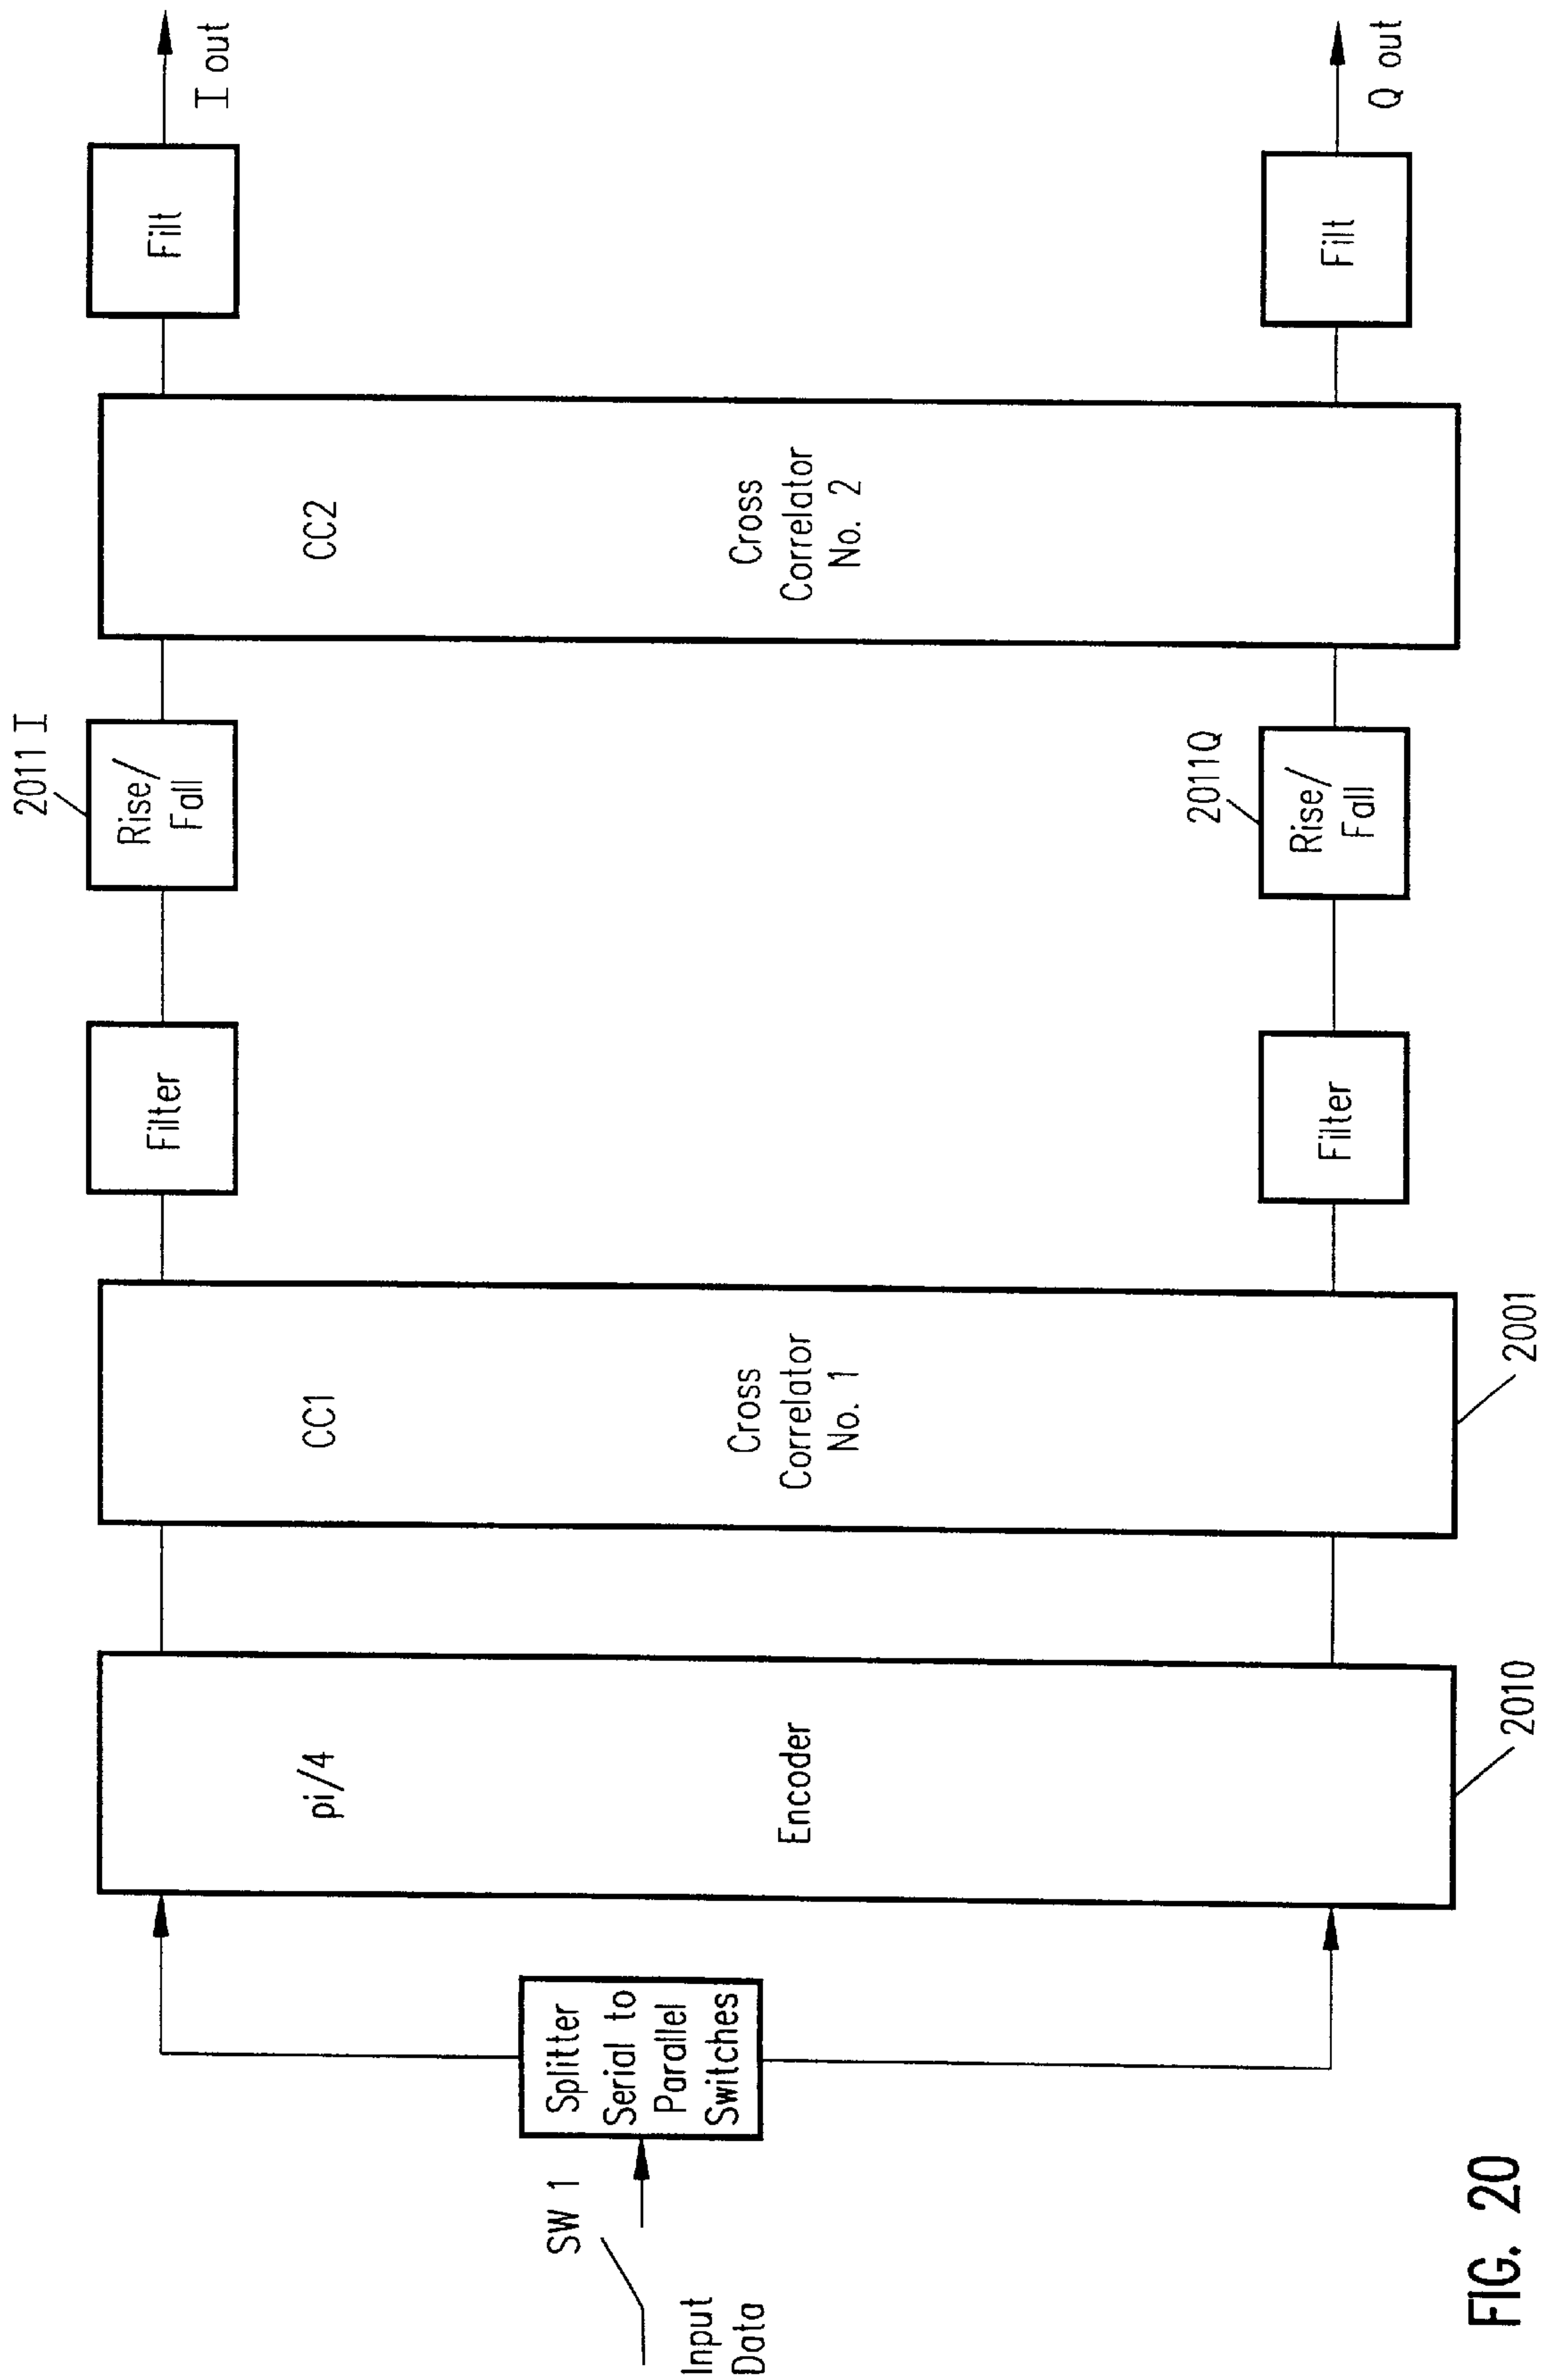 Input
Data
SW 1
Splitter
Serial to
Parallel
Switches
pi/4
Encoder
2010
CC1
Cross
Correlator
No. 1
2001
Filter
Filter
2011 I
Rise/
Fall
2011Q
Rise/
Fall
CC2
Cross
Correlator
No. 2
Filt
I out
Filt
Q out
FIG. 20